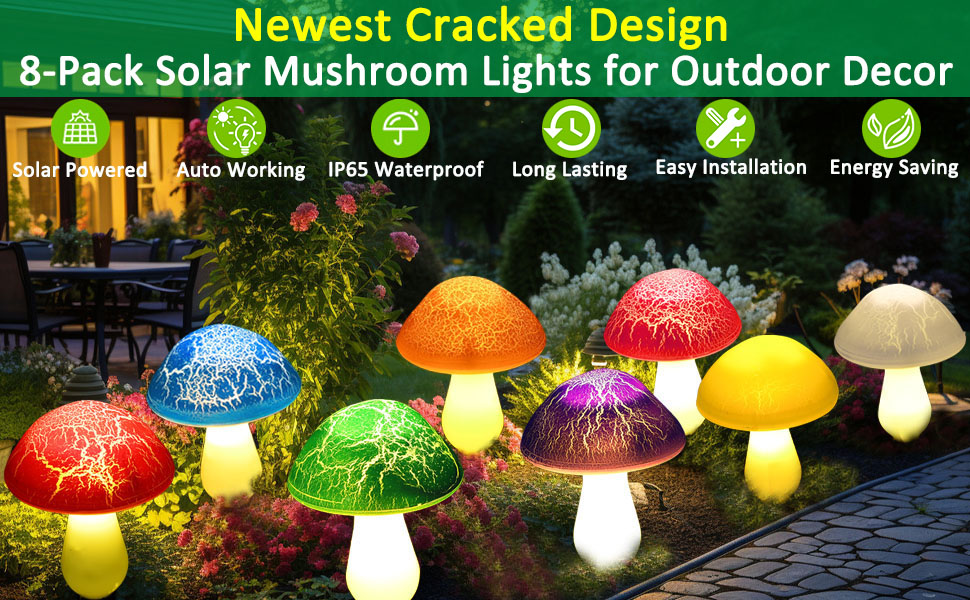 Newest Cracked Design
8-Pack Solar Mushroom Lights for Outdoor Decor
Solar Powered
Auto Working
IP65 Waterproof
Long Lasting
Easy Installation
Energy Saving